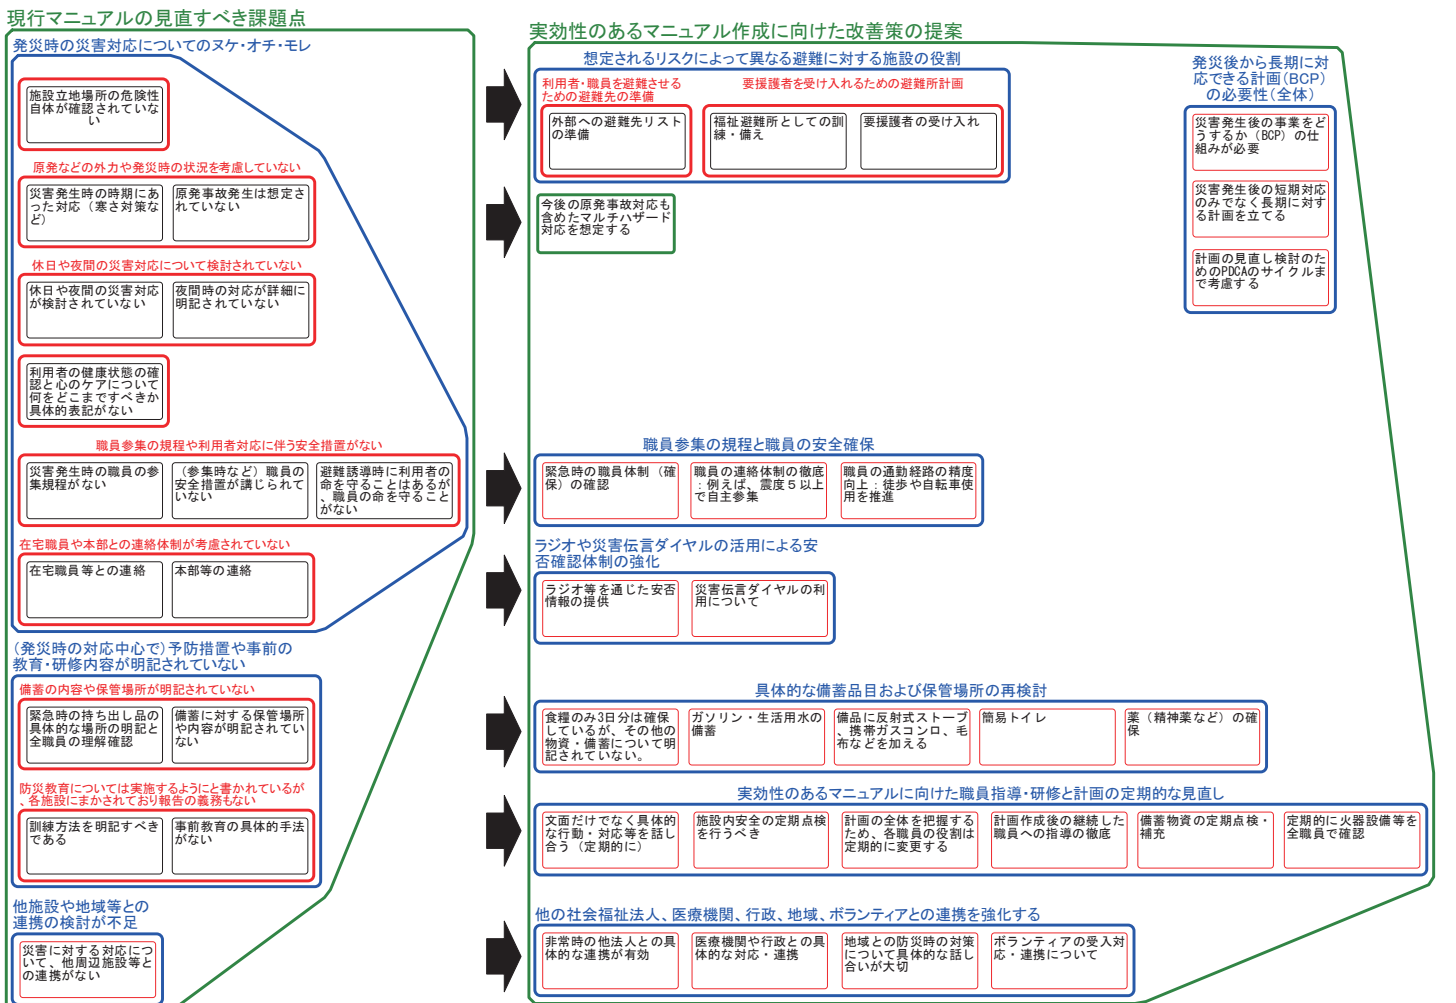 現行マニュアルの見直すべき課題点
発災時の災害対応についてのヌケ・オチ・モレ
施設立地場所の危険性
自体が確認されていな
い
原発などの外力や発災時の状況を考慮していない
災害発生時の時期にあ
った対応（寒さ対策な
ど）
原発事故発生は想定さ
れていない
休日や夜間の災害対応について検討されていない
休日や夜間の災害対応
が検討されていない
夜間時の対応が詳細に
明記されていない
利用者の健康状態の確
認と心のケアについて
何をどこまですべきか
具体的表記がない
職員参集の規程や利用者対応に伴う安全措置がない
災害発生時の職員の参
集規程がない
（参集時など）職員の
安全措置が講じられて
いない
避難誘導時に利用者の
命を守ることはあるが
、職員の命を守ること
がない
在宅職員や本部との連絡体制が考慮されていない
在宅職員等との連絡
本部等の連絡
（発災時の対応中心で）予防措置や事前の
教育・研修内容が明記されていない
備蓄の内容や保管場所が明記されていない
緊急時の持ち出し品の
具体的な場所の明記と
全職員の理解確認
備蓄に対する保管場所
や内容が明記されてい
ない
防災教育については実施するようにと書かれているが
、各施設にまかされており報告の義務もない
訓練方法を明記すべき
である
事前教育の具体的手法
がない
他施設や地域等との
連携の検討が不足
災害に対する対応につ
いて、他周辺施設等と
の連携がない
実効性のあるマニュアル作成に向けた改善策の提案
想定されるリスクによって異なる避難に対する施設の役割
利用者・職員を避難させる
ための避難先の準備
外部への避難先リスト
の準備
要援護者を受け入れるための避難所計画
福祉避難所としての訓
練・備え
要援護者の受け入れ
発災後から長期に対
応できる計画（BCP）
の必要性（全体）
災害発生後の事業をど
うするか（BCP）の仕
組みが必要
災害発生後の短期対応
のみでなく長期に対す
る計画を立てる
計画の見直し検討のた
めのPDCAのサイクルま
で考慮する
今後の原発事故対応も
含めたマルチハザード
対応を想定する
職員参集の規程と職員の安全確保
緊急時の職員体制（確
保）の確認
職員の連絡体制の徹底
：例えば、震度５以上
で自主参集
職員の通勤経路の精度
向上：徒歩や自転車使
用を推進
ラジオや災害伝言ダイヤルの活用による安
否確認体制の強化
ラジオ等を通じた安否
情報の提供
災害伝言ダイヤルの利
用について
具体的な備蓄品目および保管場所の再検討
食糧のみ3日分は確保
しているが、その他の
物資・備蓄について明
記されていない。
ガソリン・生活用水の
備蓄
備品に反射式ストーブ
、携帯ガスコンロ、毛
布などを加える
簡易トイレ
薬（精神薬など）の確
保
実効性のあるマニュアルに向けた職員指導・研修と計画の定期的な見直し
文面だけでなく具体的
な行動・対応等を話し
合う（定期的に）
施設内安全の定期点検
を行うべき
計画の全体を把握する
ため、各職員の役割は
定期的に変更する
計画作成後の継続した
職員への指導の徹底
備蓄物資の定期点検・
補充
定期的に火器設備等を
全職員で確認
他の社会福祉法人、医療機関、行政、地域、ボランティアとの連携を強化する
非常時の他法人との具
体的な連携が有効
医療機関や行政との具
体的な対応・連携
地域との防災時の対策
について具体的な話し
合いが大切
ボランティアの受入対
応・連携について